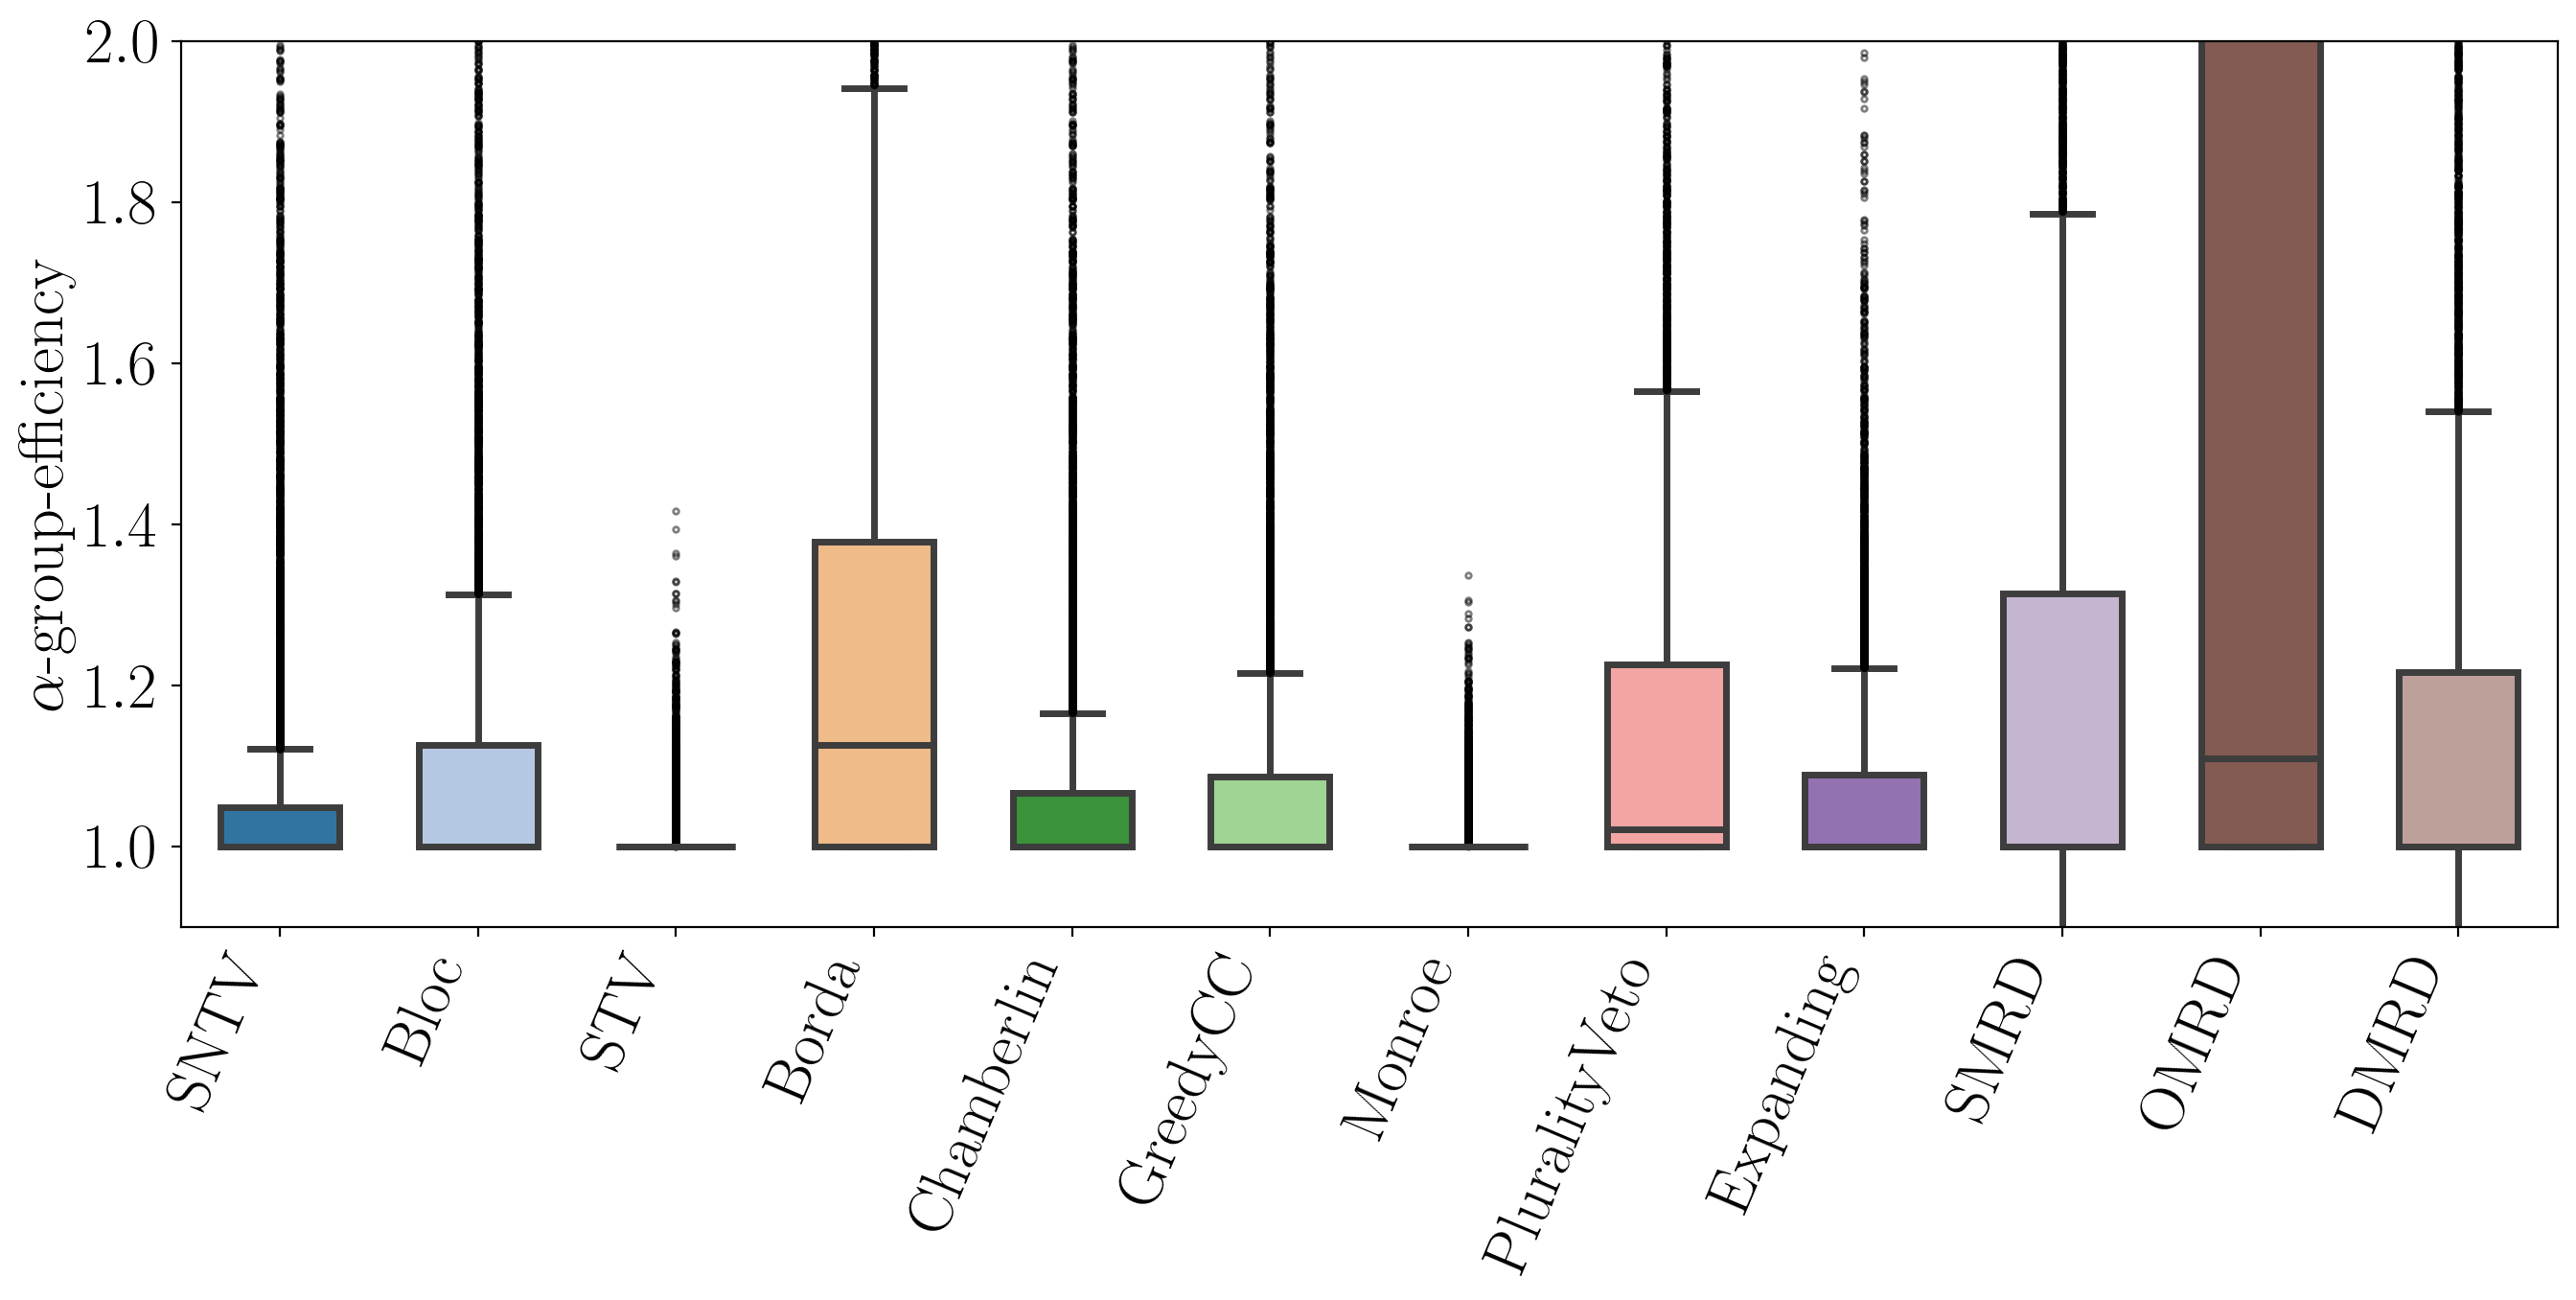 α-group-efficiency
2.0
1.8
1.6
1.4
1.2
1.0
SNTV
Bloc
STV
Borda
Chamberlin
GreedyCC
Monroe
PluralityVeto
Expanding
SMRD
OMRD
DMRD